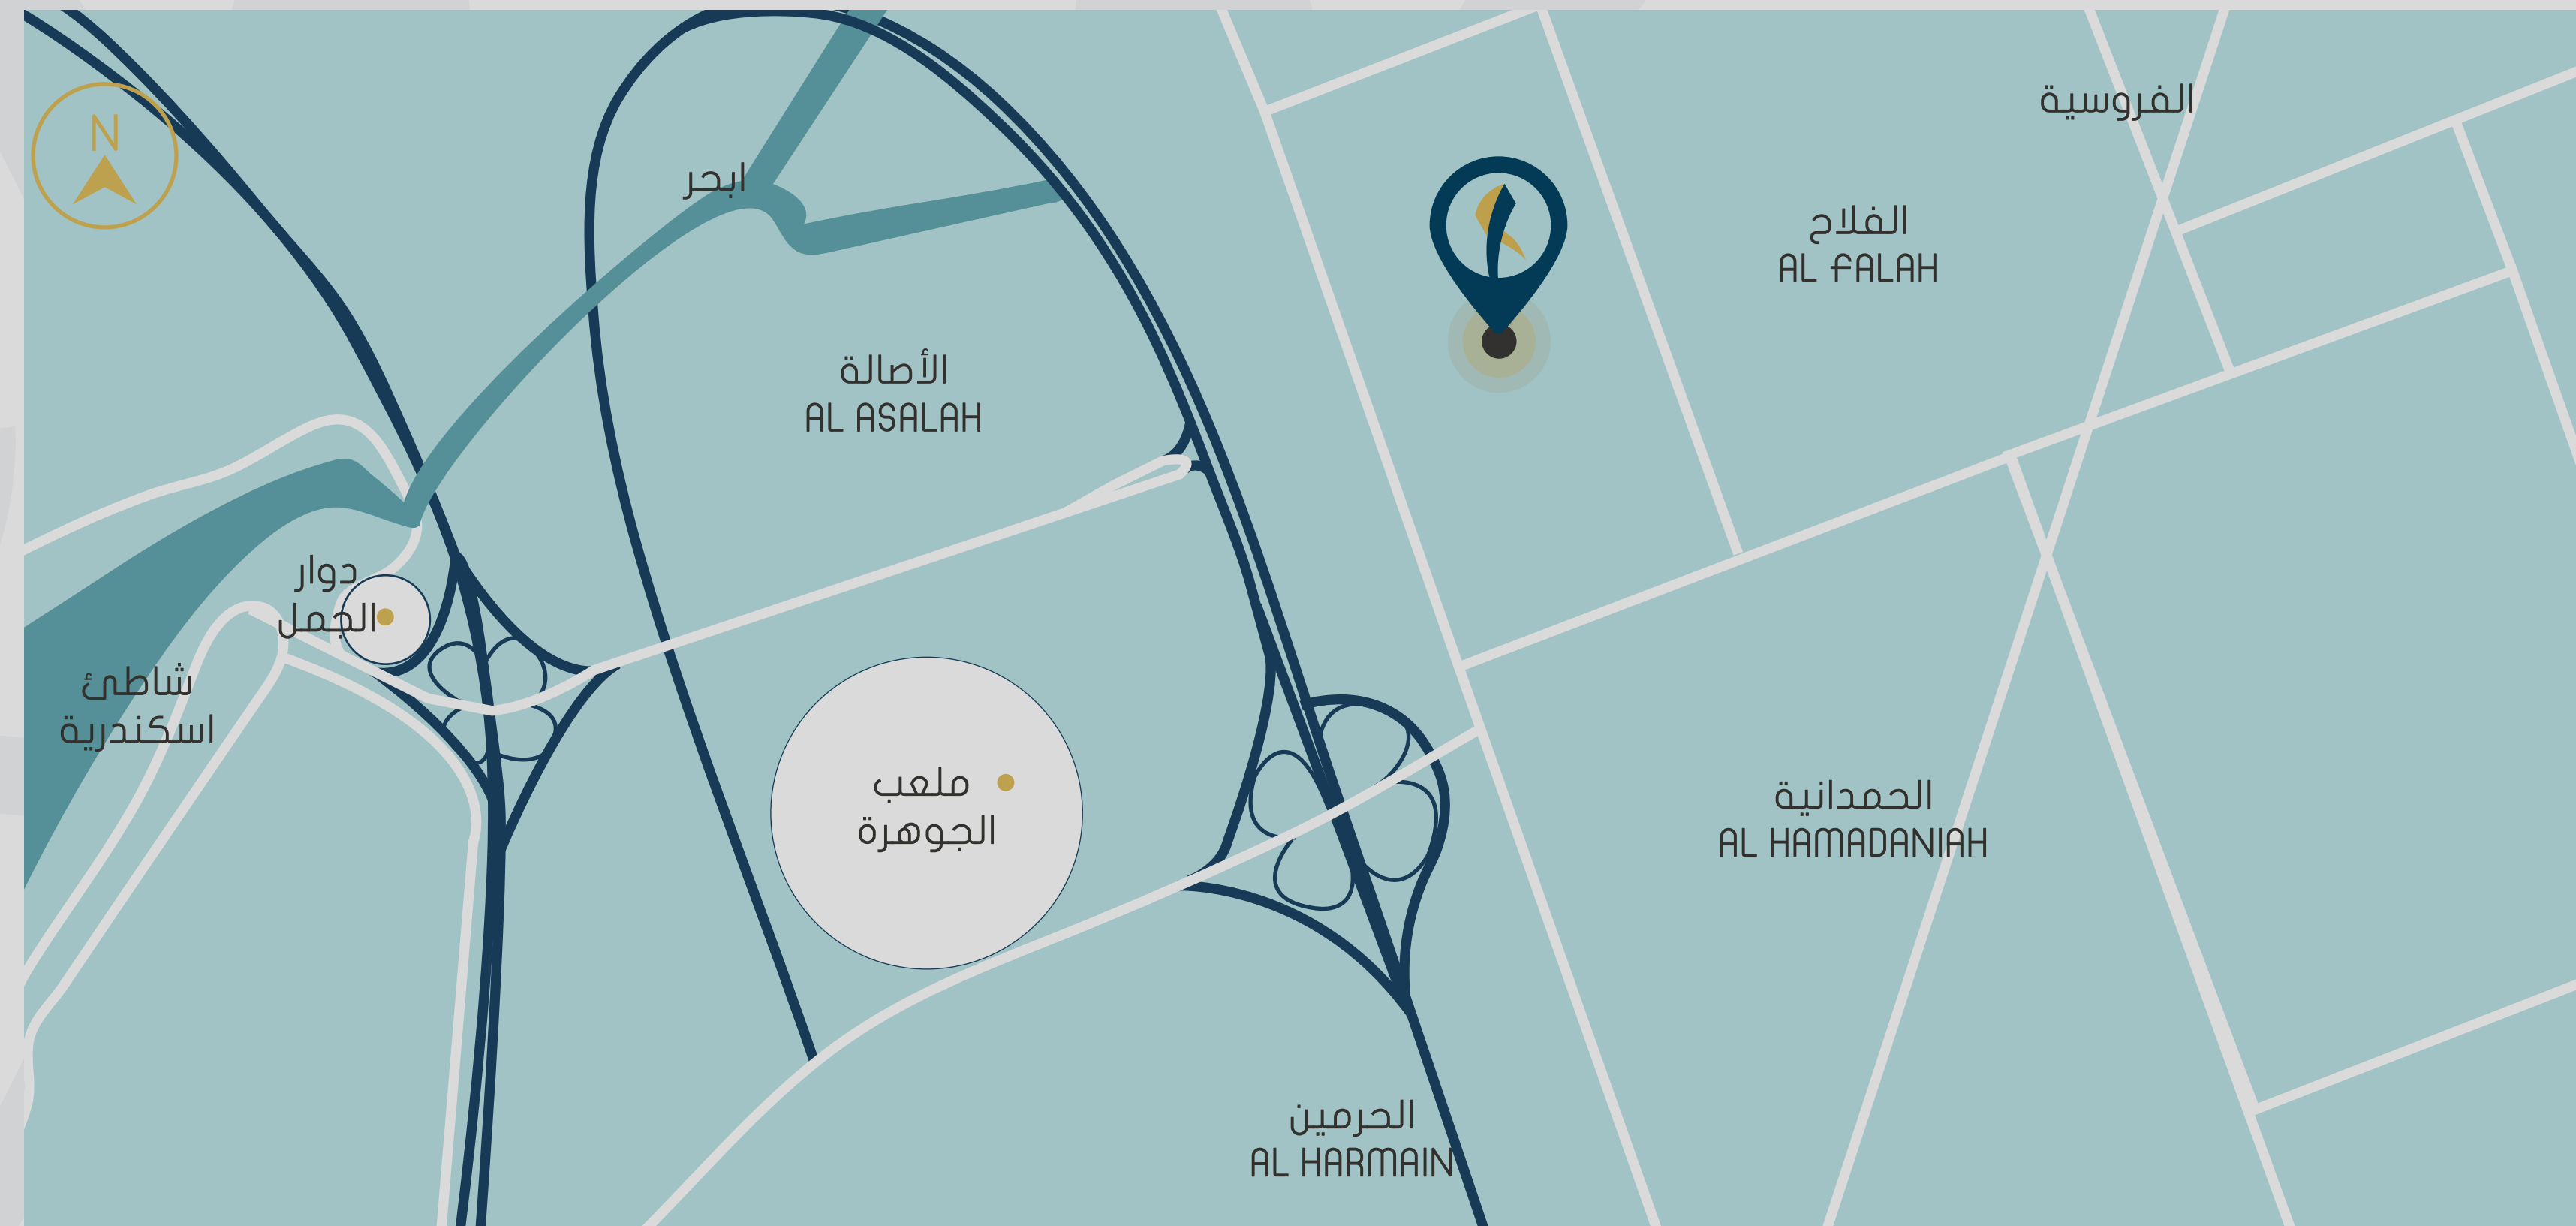 N
الفروسية
ابحر
الفلاح
AL FALAH
الأصالة
AL ASALAH
دوار
الجمل
شاطئ
اسكندرية
ملعب
الجوهرة
الحمدانية
AL HAMADANIAH
الحرمين
AL HARMAIN